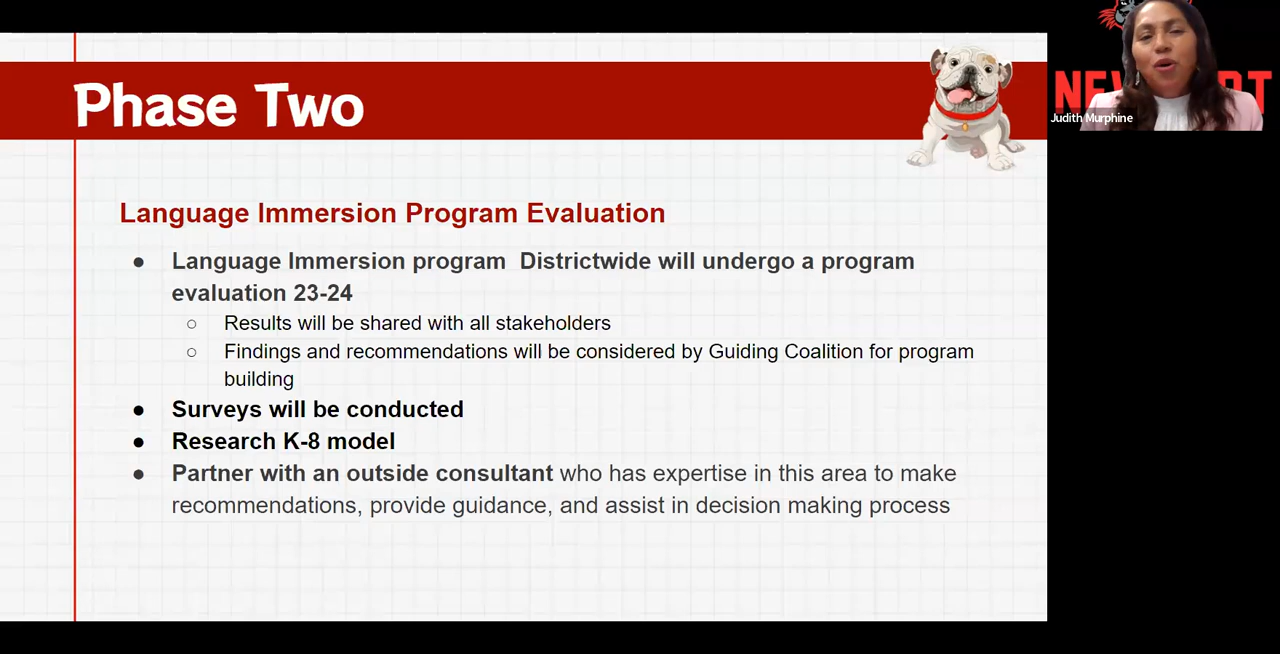 Phase Two
Language Immersion Program Evaluation
● Language Immersion program  Districtwide will undergo a program
evaluation 23-24
○ Results will be shared with all stakeholders
○ Findings and recommendations will be considered by Guiding Coalition for program
building
● Surveys will be conducted
● Research K-8 model
● Partner with an outside consultant who has expertise in this area to make
recommendations, provide guidance, and assist in decision making process
Judith Murphine